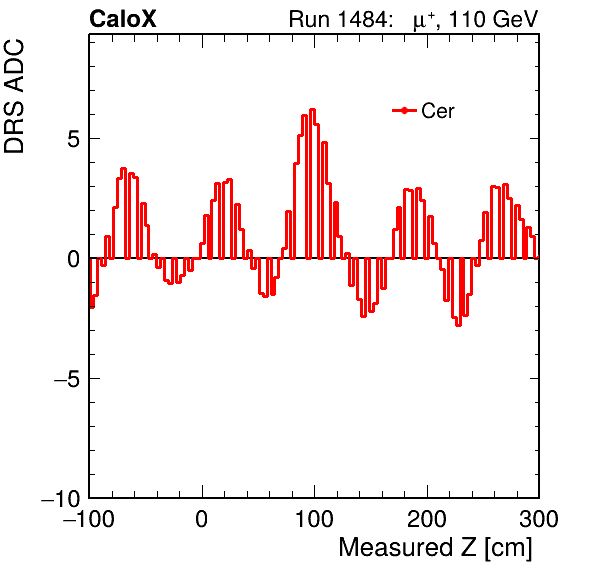 CaloX Run 1484: μ⁺, 110 GeV
DRS ADC
Cer
5
0
−5
−10
−100 0 100 200 300
Measured Z [cm]